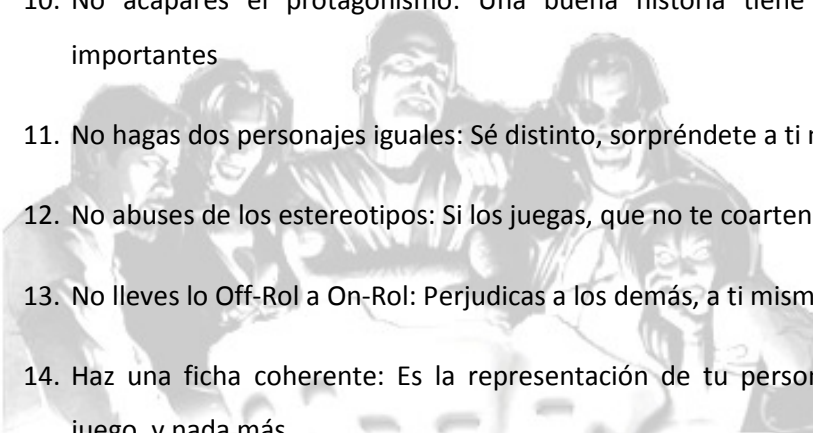 10. No acapares el protagonismo: Una buena historia tiene
importantes
11. No hagas dos personajes iguales: Sé distinto, sorpréndete a ti
12. No abuses de los estereotipos: Si los juegas, que no te coarten
13. No lleves lo Off-Rol a On-Rol: Perjudicas a los demás, a ti
14. Haz una ficha coherente: Es la representación de tu
juego, y nada más